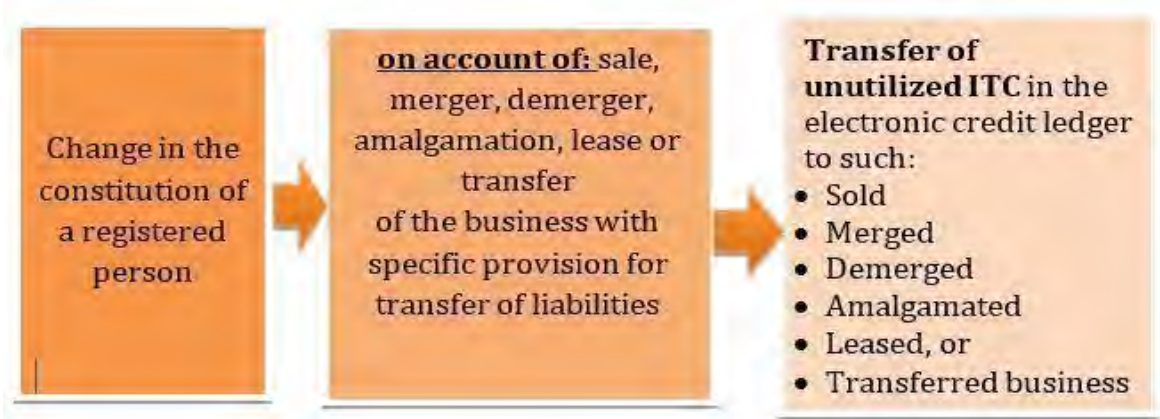 Change in the
constitution of
a registered
person
on account of: sale,
merger, demerger,
amalgamation, lease or
transfer
of the business with
specific provision for
transfer of liabilities
Transfer of
unutilized ITC in the
electronic credit ledger
to such:
• Sold
• Merged
• Demerged
• Amalgamated
• Leased, or
• Transferred business